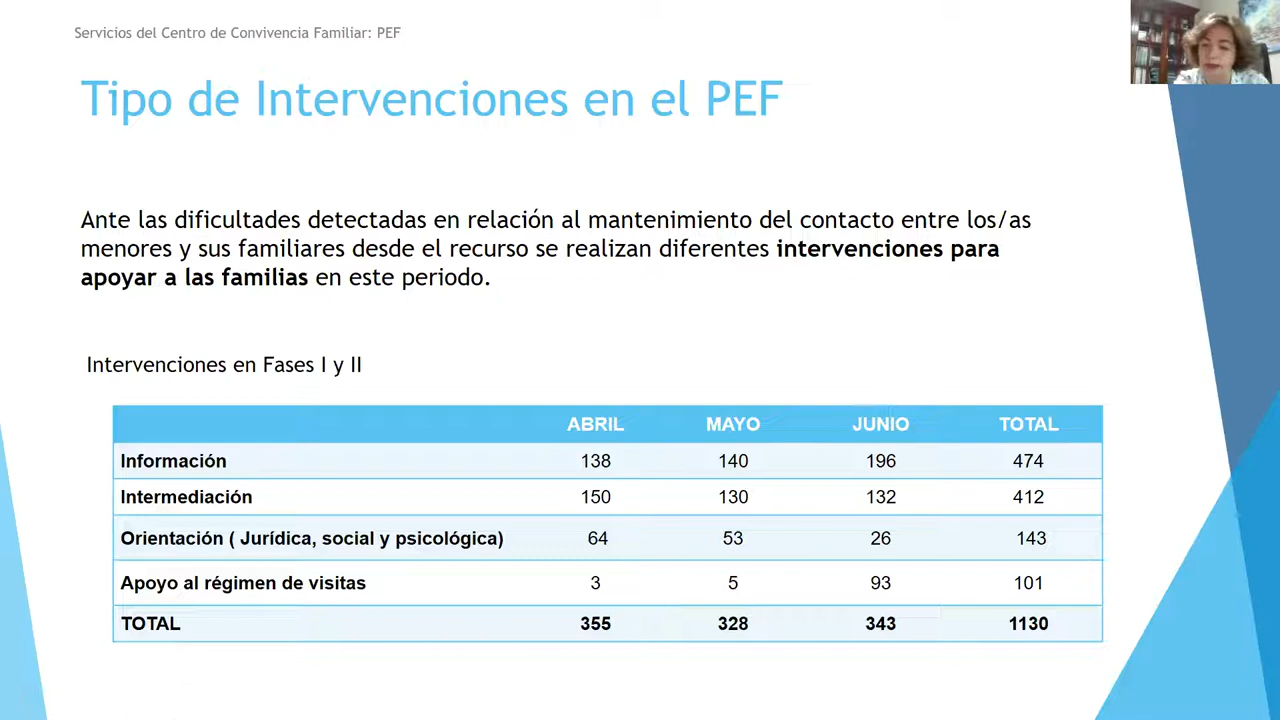 Servicios del Centro de Convivencia Familiar: PEF
Tipo de Intervenciones en el PEF
Ante las dificultades detectadas en relación al mantenimiento del contacto entre los/as
menores y sus familiares desde el recurso se realizan diferentes intervenciones para
apoyar a las familias en este periodo.
Intervenciones en Fases I y II
ABRIL MAYO JUNIO TOTAL
Información 138 140 196 474
Intermediación 150 130 132 412
Orientación ( Jurídica, social y psicológica) 64 53 26 143
Apoyo al régimen de visitas 3 5 93 101
TOTAL 355 328 343 1130